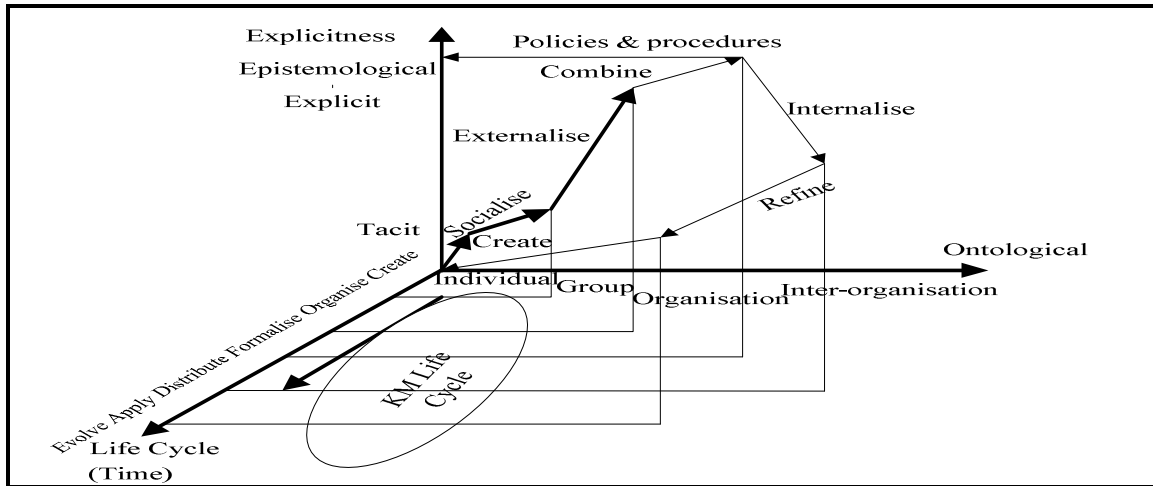 Explicitness
Policies & procedures
Epistemological
Combine
Explicit
Internalise
Externalise
Socialise
Refine
Tacit
Create
Ontological
Individual
Group
Organisation
Inter-organisation
Evolve Apply Distribute Formalise Organise Create
KM Life
Cycle
Life Cycle
(Time)